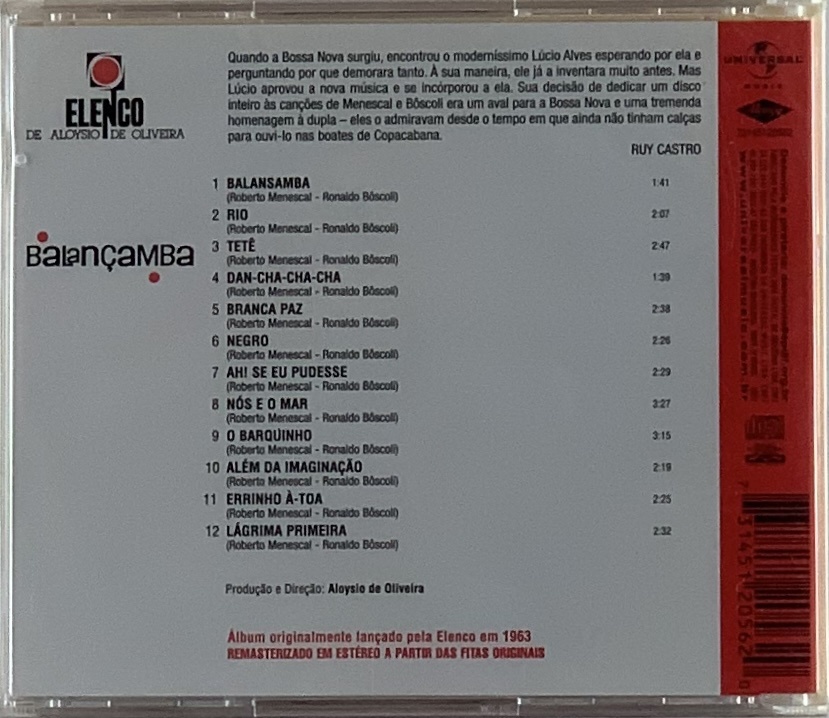 ELENCO
DE ALOYSIO DE OLIVEIRA
Quando a Bossa Nova surgiu, encontrou o moderníssimo Lúcio Alves esperando por ela e
perguntando por que demorara tanto. À sua maneira, ele já a inventara muito antes. Mas
Lúcio aprovou a nova música e se incorporou a ela. Sua decisão de dedicar um disco
inteiro às canções de Menescal e Bôscoli era um aval para a Bossa Nova e uma tremenda
homenagem à dupla – eles o admiravam desde o tempo em que ainda não tinham calças
para ouvi-lo nas boates de Copacabana.
RUY CASTRO
BALANÇAMBA
1 BALANSAMBA 1:41
(Roberto Menescal - Ronaldo Bôscoli)
2 RIO 2:07
(Roberto Menescal - Ronaldo Bôscoli)
3 TETÊ 2:47
(Roberto Menescal - Ronaldo Bôscoli)
4 DAN-CHA-CHA-CHA 1:39
(Roberto Menescal - Ronaldo Bôscoli)
5 BRANCA PAZ 2:38
(Roberto Menescal - Ronaldo Bôscoli)
6 NEGRO 2:26
(Roberto Menescal - Ronaldo Bôscoli)
7 AH! SE EU PUDESSE 2:29
(Roberto Menescal - Ronaldo Bôscoli)
8 NÓS E O MAR 3:27
(Roberto Menescal - Ronaldo Bôscoli)
9 O BARQUINHO 3:15
(Roberto Menescal - Ronaldo Bôscoli)
10 ALÉM DA IMAGINAÇÃO 2:19
(Roberto Menescal - Ronaldo Bôscoli)
11 ERRINHO À-TOA 2:25
(Roberto Menescal - Ronaldo Bôscoli)
12 LÁGRIMA PRIMEIRA 2:32
(Roberto Menescal - Ronaldo Bôscoli)
Produção e Direção: Aloysio de Oliveira
Álbum originalmente lançado pela Elenco em 1963
REMASTERIZADO EM ESTÉREO A PARTIR DAS FITAS ORIGINAIS
UNIVERSAL
MUSIC
www.universalmusic.com.br
7 31451 20562 0